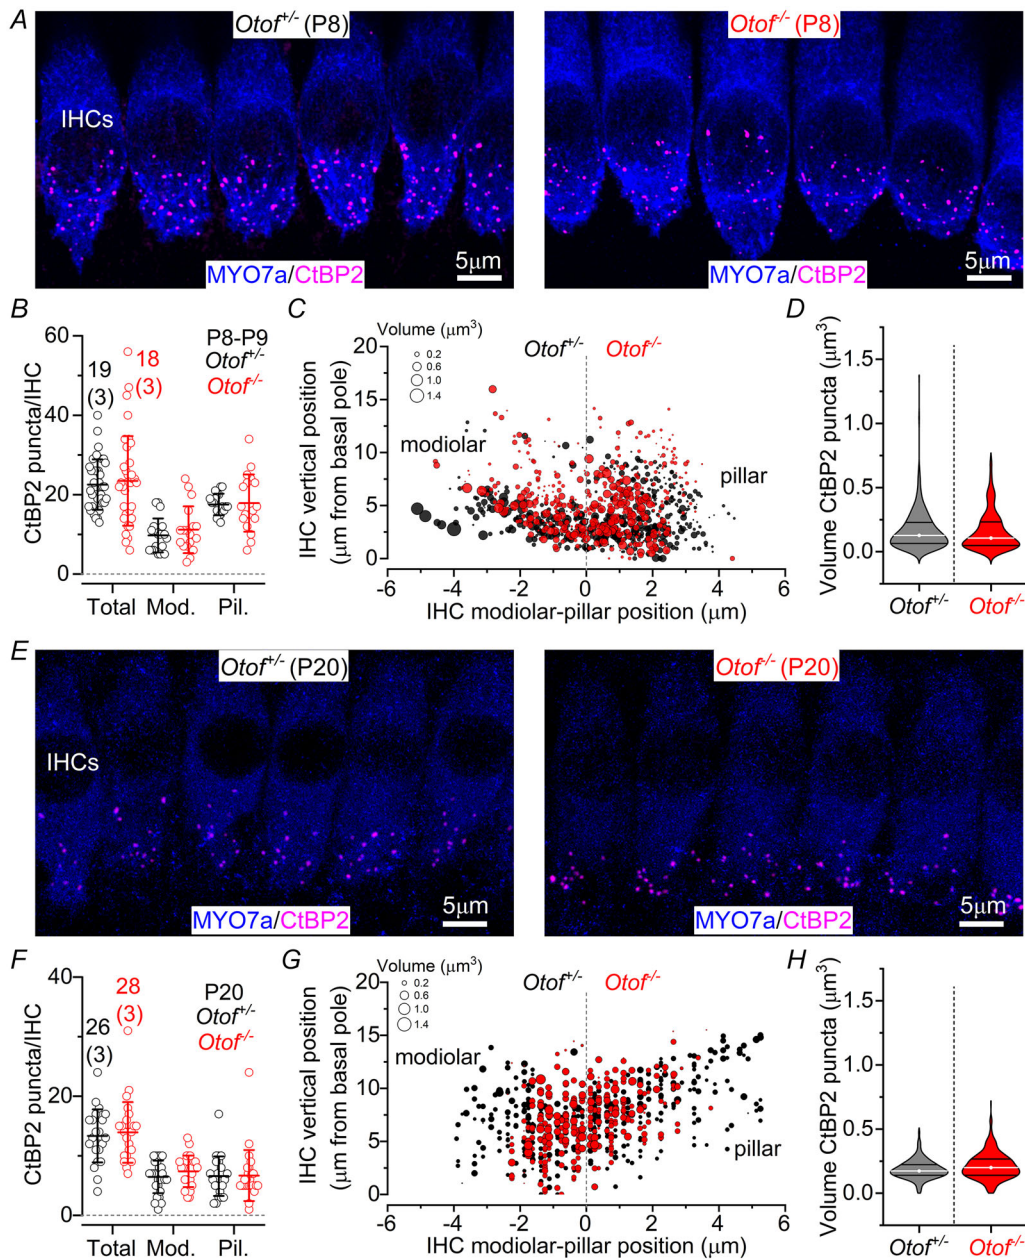 A
Otof+/- (P8)
Otof-/- (P8)
IHCs
5μm
5μm
MYO7a/CtBP2
MYO7a/CtBP2
B
C
D
CtBP2 puncta/IHC
60
40
20
0
19
(3)
18
(3)
P8-P9
Otof+/-
Otof-/-
Total Mod. Pil.
IHC vertical position
(μm from basal pole)
20
15
10
5
0
Volume (μm3)
0.2
0.6
1.0
1.4
Otof+/-
Otof-/-
modiolar
pillar
-6 -4 -2 0 2 4 6
IHC modiolar-pillar position (μm)
Volume CtBP2 puncta (μm3)
1.5
1.0
0.5
0.0
Otof+/- Otof-/-
E
Otof+/- (P20)
Otof-/- (P20)
IHCs
5μm
5μm
MYO7a/CtBP2
MYO7a/CtBP2
F
G
H
CtBP2 puncta/IHC
40
20
0
26
(3)
28
(3)
P20
Otof+/-
Otof-/-
Total Mod. Pil.
IHC vertical position
(μm from basal pole)
20
15
10
5
0
Volume (μm3)
0.2
0.6
1.0
1.4
Otof+/-
Otof-/-
modiolar
pillar
-6 -4 -2 0 2 4 6
IHC modiolar-pillar position (μm)
Volume CtBP2 puncta (μm3)
1.5
1.0
0.5
0.0
Otof+/- Otof-/-